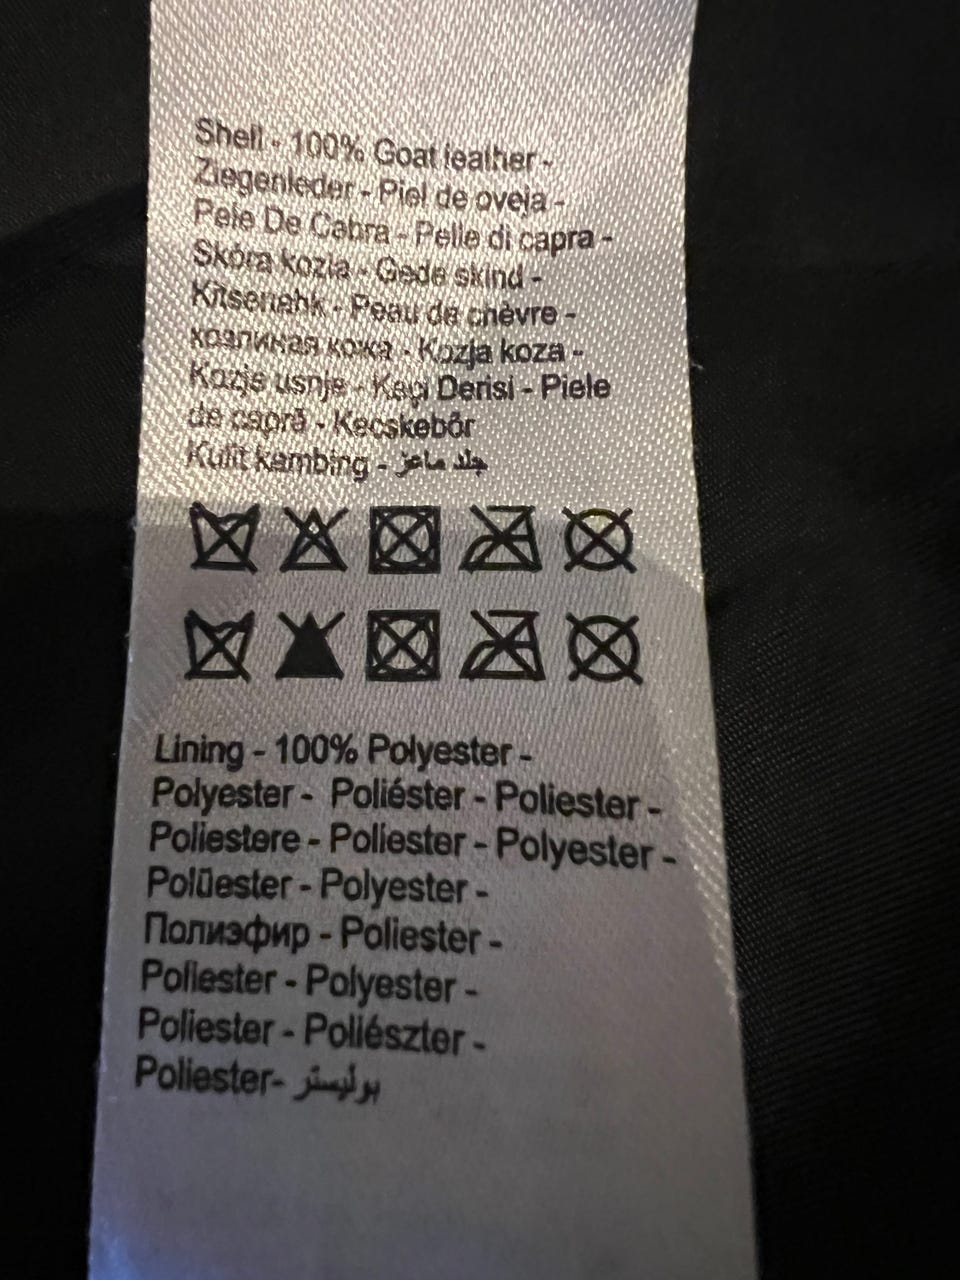 Shell - 100% Goat leather -
Ziegenleder - Piel de oveja -
Pele De Cabra - Pelle di capra -
Skóra kozia - Gede skind -
Kitsenahk - Peau de chèvre -
козлиная кожа - Kozja koza -
Kozje usnje - Keçi Derisi - Piele
de capră - Kecskebőr
Kulit kambing - جلد ماعز
Lining - 100% Polyester -
Polyester - Poliéster - Poliester -
Poliestere - Poliester - Polyester -
Polüester - Polyester -
Полиэфир - Poliester -
Poliester - Polyester -
Poliester - Poliészter -
Poliester- بوليستر